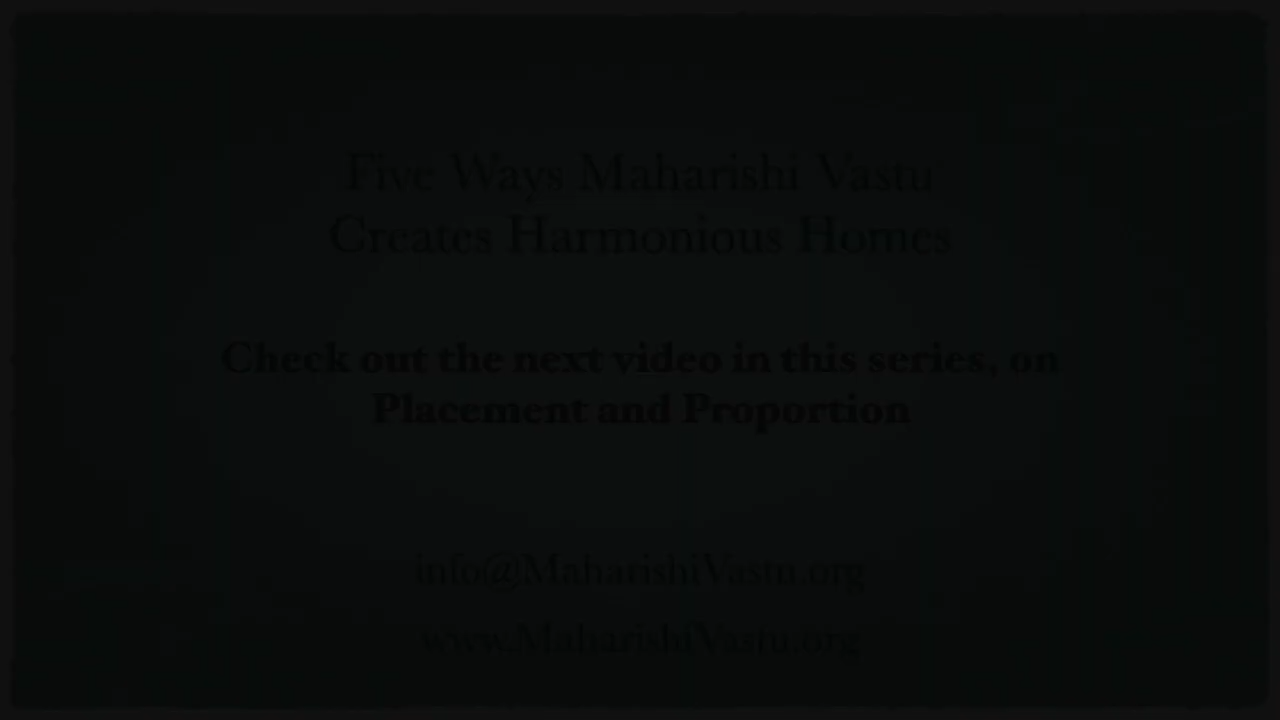 Five Ways Maharishi Vastu
Creates Harmonious Homes
Check out the next video in this series, on
Placement and Proportion
info@MaharishiVastu.org
www.MaharishiVastu.org